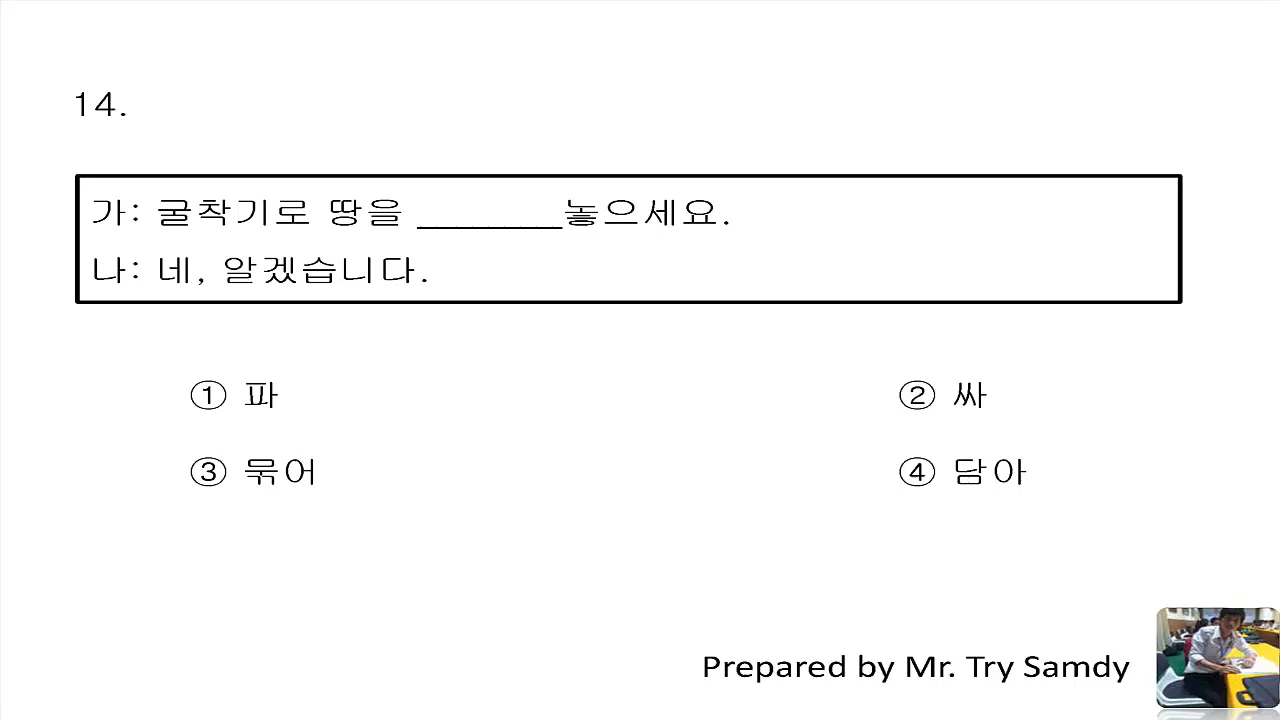 14.
가: 굴착기로 땅을 ________놓으세요.
나: 네, 알겠습니다.
① 파
② 싸
③ 묶어
④ 담아
Prepared by Mr. Try Samdy